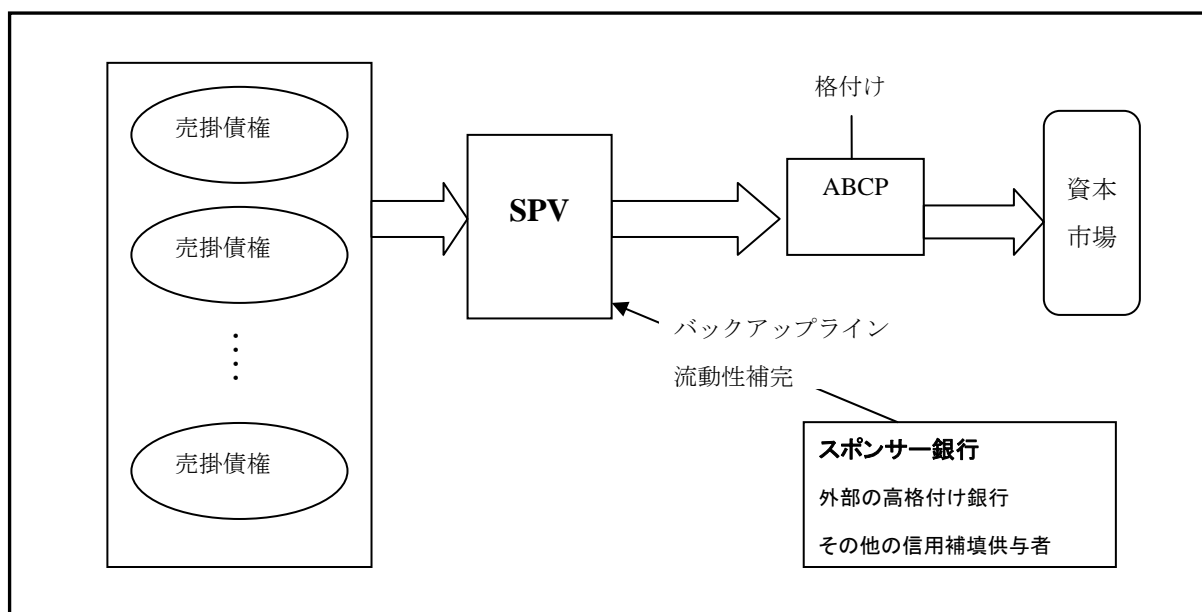 売掛債権
売掛債権
売掛債権
SPV
格付け
ABCP
資本
市場
バックアップライン
流動性補完
スポンサー銀行
外部の高格付け銀行
その他の信用補填供与者